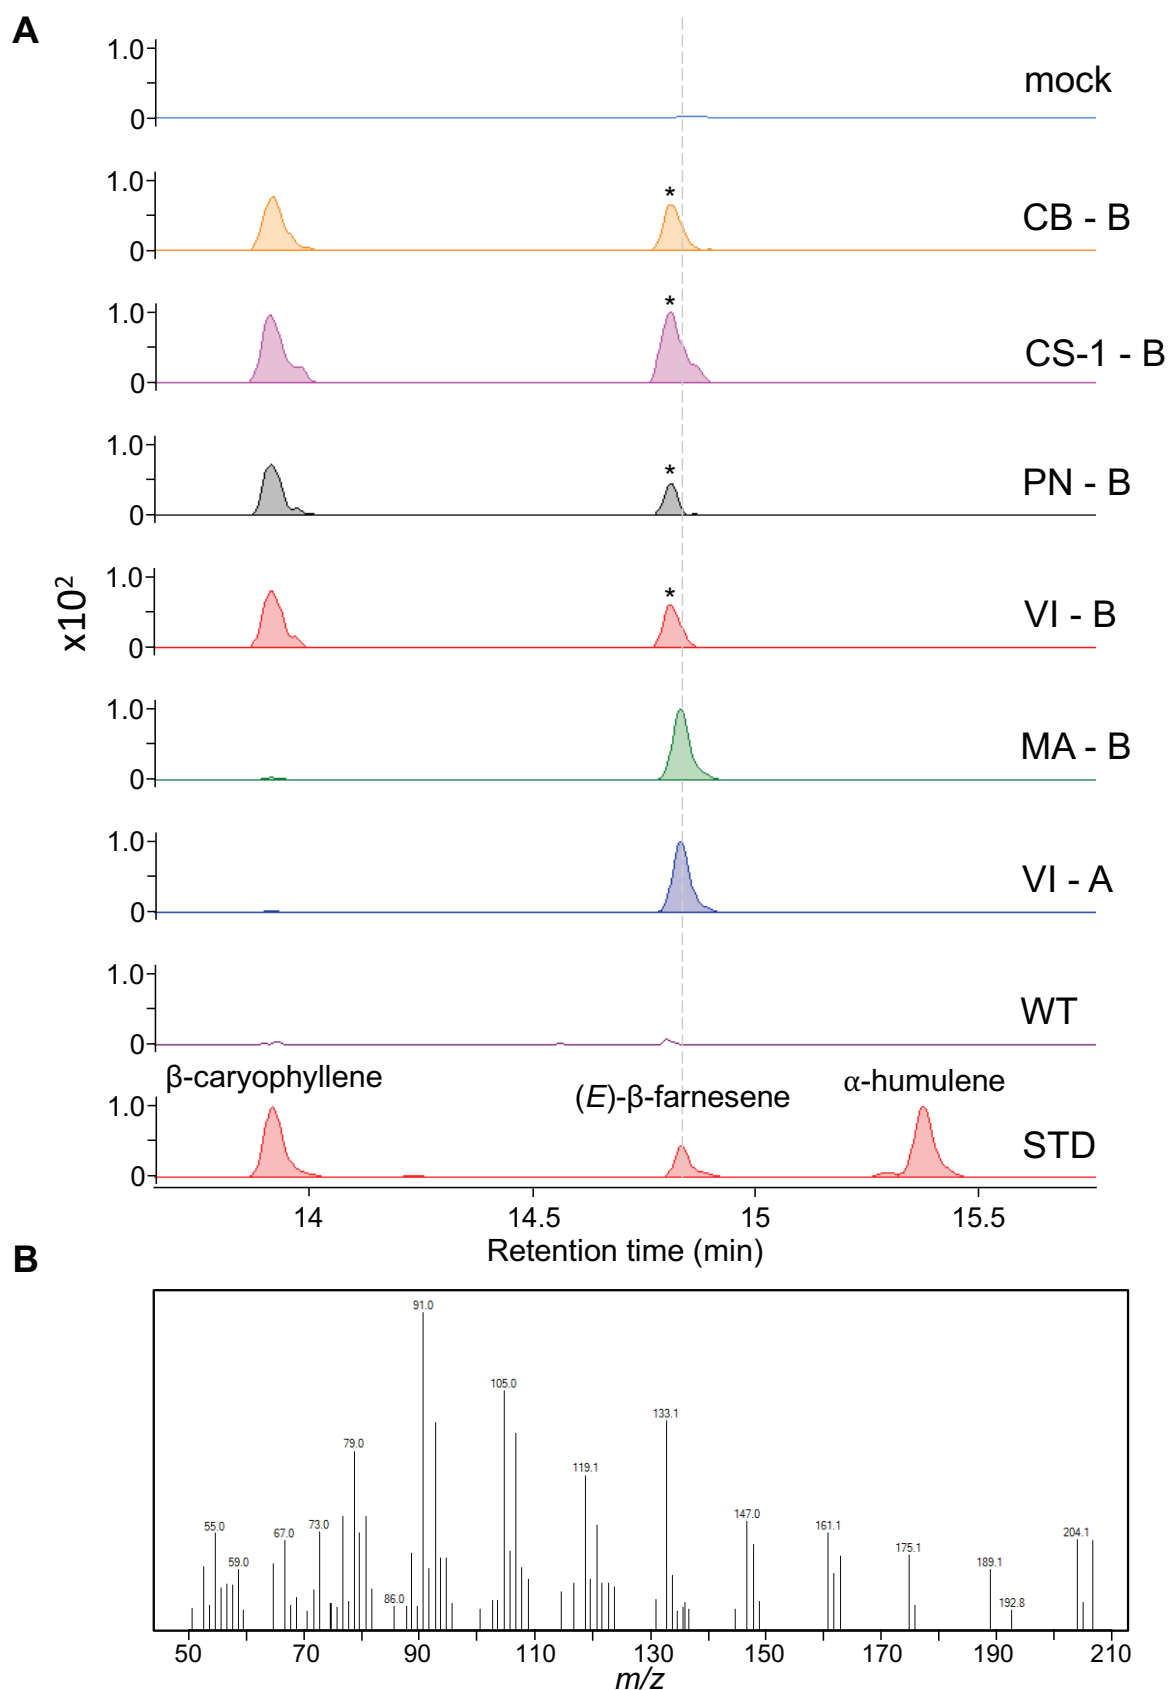 A
1.0
0
mock
1.0
0
*
CB - B
1.0
0
*
CS-1 - B
1.0
0
*
PN - B
x10²
1.0
0
*
VI - B
1.0
0
MA - B
1.0
0
VI - A
1.0
0
WT
β-caryophyllene
(E)-β-farnesene
α-humulene
1.0
0
STD
14 14.5 15 15.5
Retention time (min)
B
91.0
105.0
133.1
79.0
119.1
147.0
55.0 67.0 73.0 161.1 204.1
175.1
59.0 189.1
86.0 192.8
50 70 90 110 130 150 170 190 210
m/z